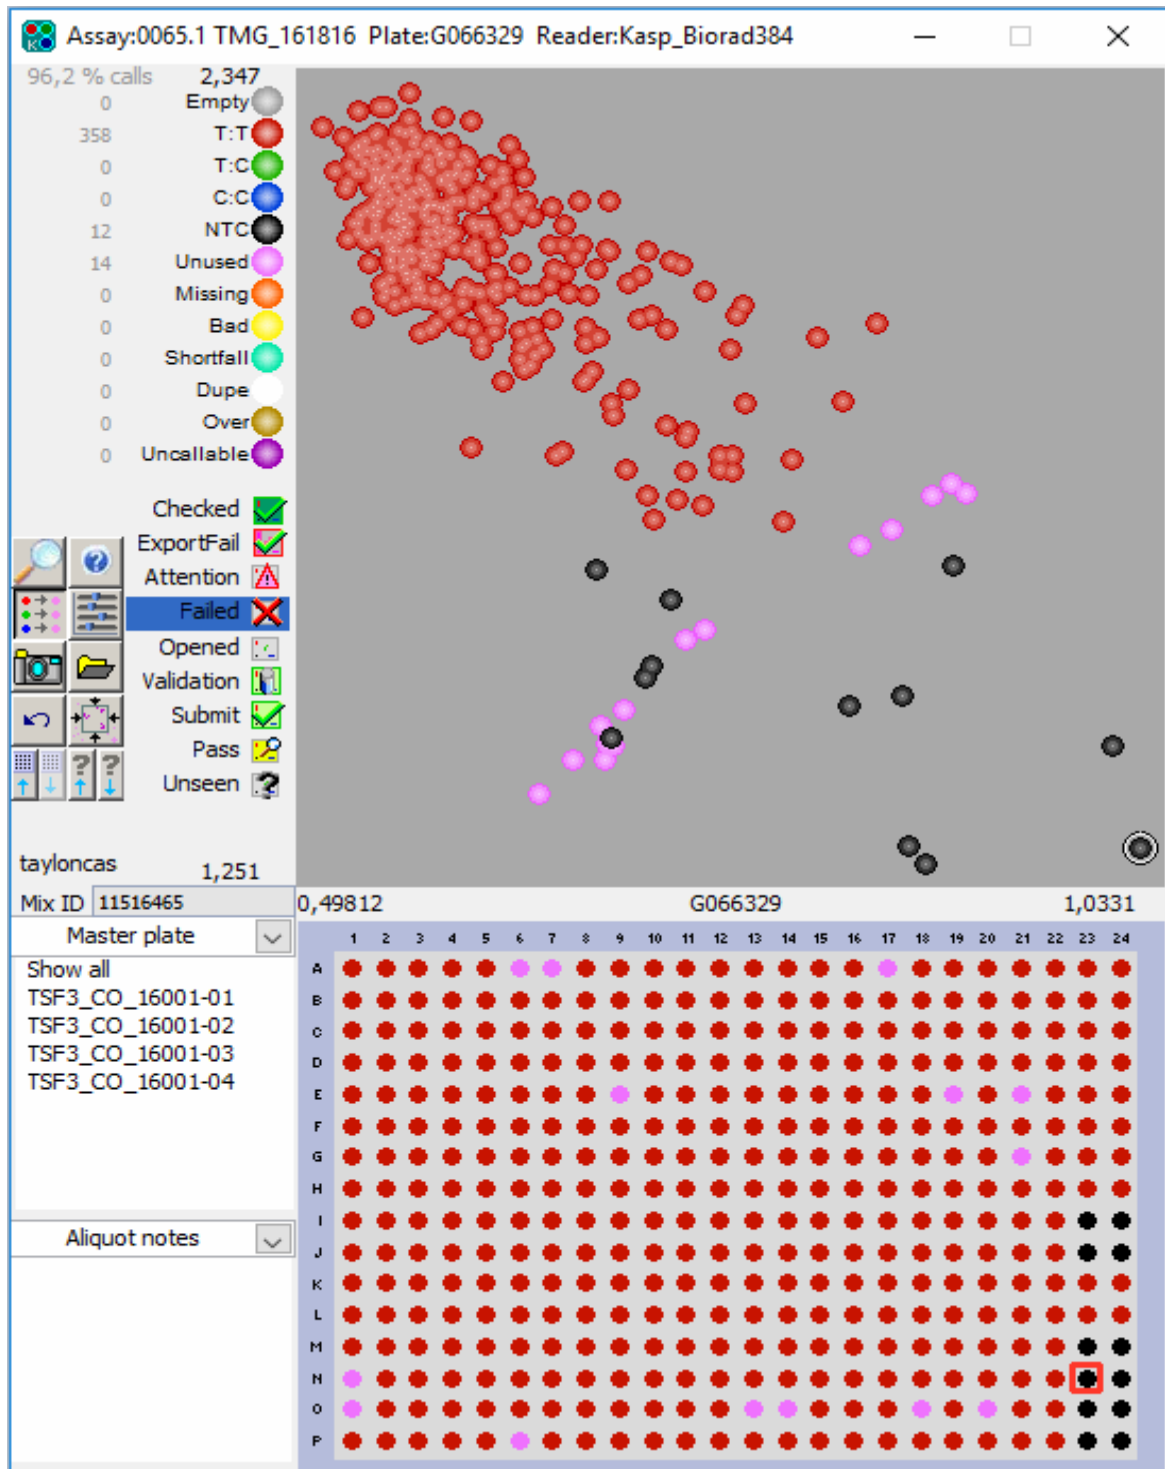 Assay:0065.1 TMG_161816 Plate:G066329 Reader:Kasp_Biorad384
96,2 % calls 2,347
0 Empty
358 T:T
0 T:C
0 C:C
12 NTC
14 Unused
0 Missing
0 Bad
0 Shortfall
0 Dupe
0 Over
0 Uncallable
Checked
ExportFail
Attention
Failed
Opened
Validation
Submit
Pass
Unseen
tayloncas 1,251
Mix ID 11516465
0,49812 G066329 1,0331
Master plate
Show all
TSF3_CO_16001-01
TSF3_CO_16001-02
TSF3_CO_16001-03
TSF3_CO_16001-04
Aliquot notes
1 2 3 4 5 6 7 8 9 10 11 12 13 14 15 16 17 18 19 20 21 22 23 24
A
B
C
D
E
F
G
H
I
J
K
L
M
N
O
P